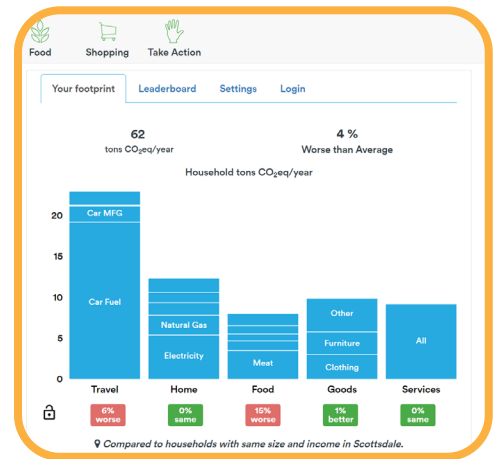 Food Shopping Take Action
Your footprint Leaderboard Settings Login
62 4 %
tons CO₂eq/year Worse than Average
Household tons CO₂eq/year
20 Car MFG
15
10 Car Fuel Other
Natural Gas
5 Furniture All
Electricity Meat Clothing
0
Travel Home Food Goods Services
6% worse 0% same 15% worse 1% better 0% same
Compared to households with same size and income in Scottsdale.